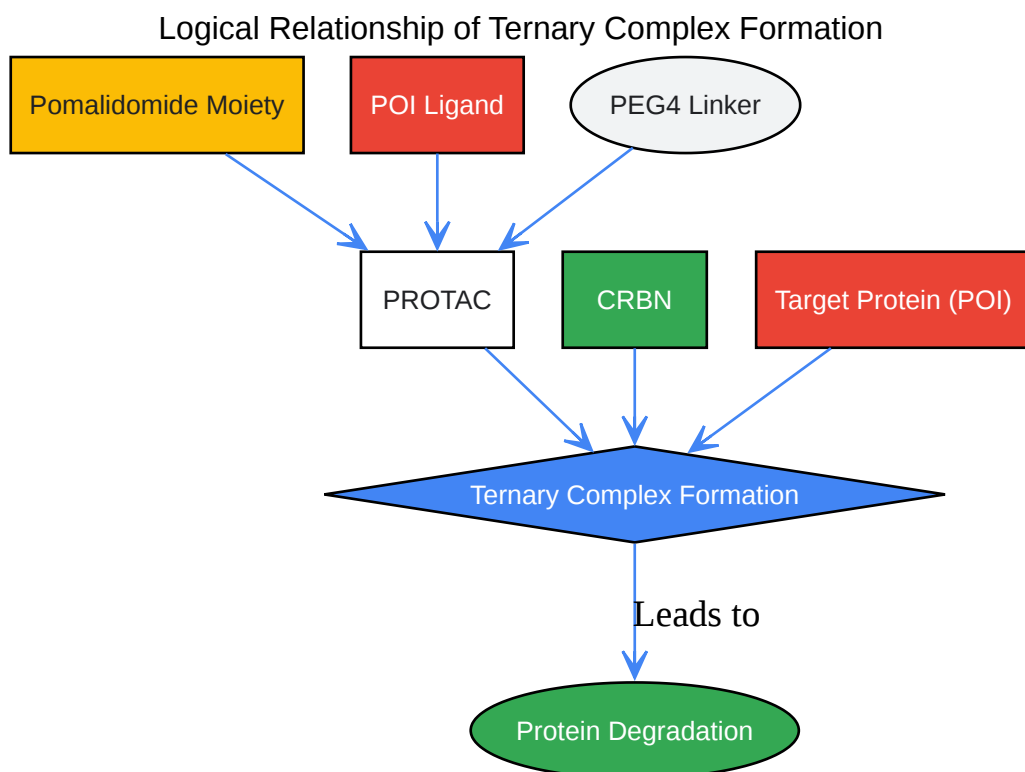 Logical Relationship of Ternary Complex Formation
Pomalidomide Moiety
POI Ligand
PEG4 Linker
PROTAC
CRBN
Target Protein (POI)
Ternary Complex Formation
Leads to
Protein Degradation